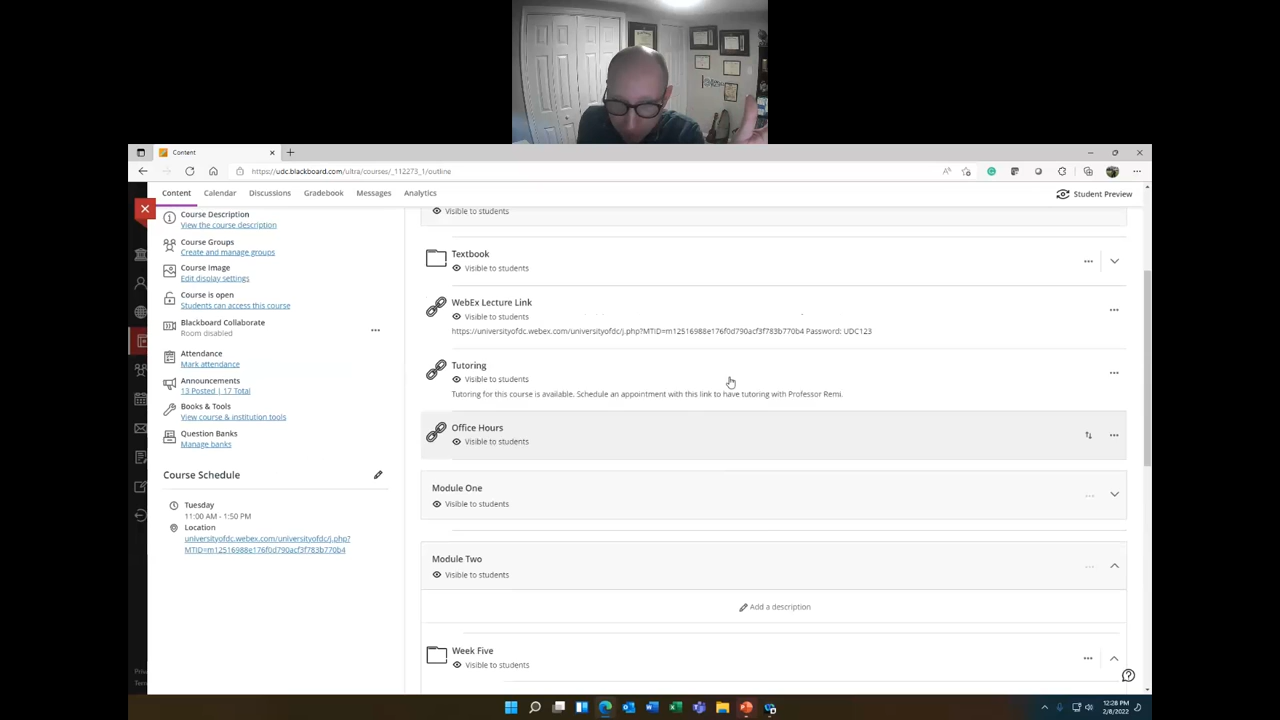 Content
https://udc.blackboard.com/ultra/courses/_112273_1/outline
Content Calendar Discussions Gradebook Messages Analytics
Student Preview
Course Description
View the course description
Course Groups
Create and manage groups
Course Image
Edit display settings
Course is open
Students can access this course
Blackboard Collaborate
Room disabled
Attendance
Mark attendance
Announcements
13 Posted | 17 Total
Books & Tools
View course & institution tools
Question Banks
Manage banks
Course Schedule
Tuesday
11:00 AM - 1:50 PM
Location
universityofdc.webex.com/universityofdc/j.php?
MTID=m12516988e176f0d790acf3f783b770b4
Visible to students
Textbook
Visible to students
WebEx Lecture Link
Visible to students
https://universityofdc.webex.com/universityofdc/j.php?MTID=m12516988e176f0d790acf3f783b770b4 Password: UDC123
Tutoring
Visible to students
Tutoring for this course is available. Schedule an appointment with this link to have tutoring with Professor Remi.
Office Hours
Visible to students
Module One
Visible to students
Module Two
Visible to students
Add a description
Week Five
Visible to students
12:28 PM
2/8/2022